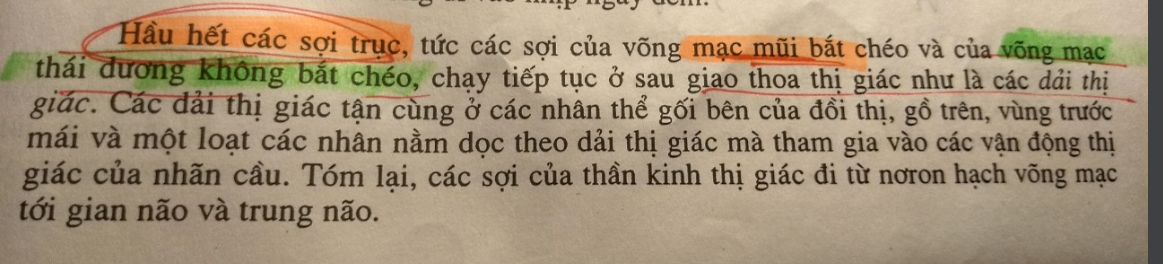 Hầu hết các sợi trục, tức các sợi của võng mạc mũi bắt chéo và của võng mạc
thái dương không bắt chéo, chạy tiếp tục ở sau giao thoa thị giác như là các dải thị
giác. Các dải thị giác tận cùng ở các nhân thể gối bên của đồi thị, gồ trên, vùng trước
mái và một loạt các nhân nằm dọc theo dải thị giác mà tham gia vào các vận động thị
giác của nhãn cầu. Tóm lại, các sợi của thần kinh thị giác đi từ nơron hạch võng mạc
tới gian não và trung não.